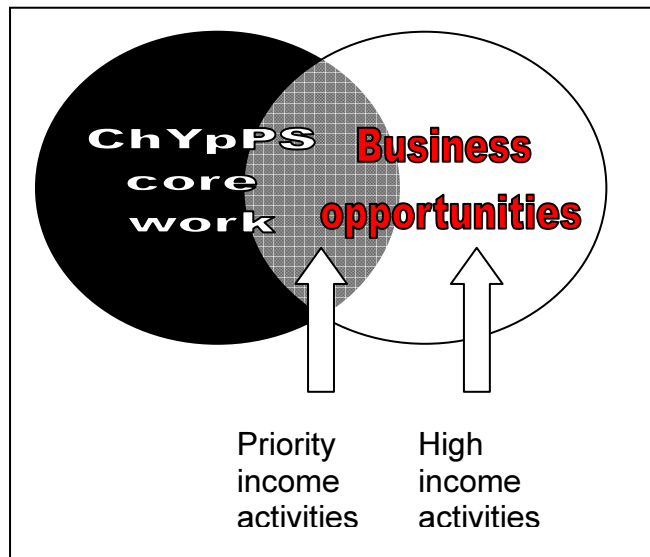 ChYpPS
core
work
Business
opportunities
Priority
income
activities
High
income
activities